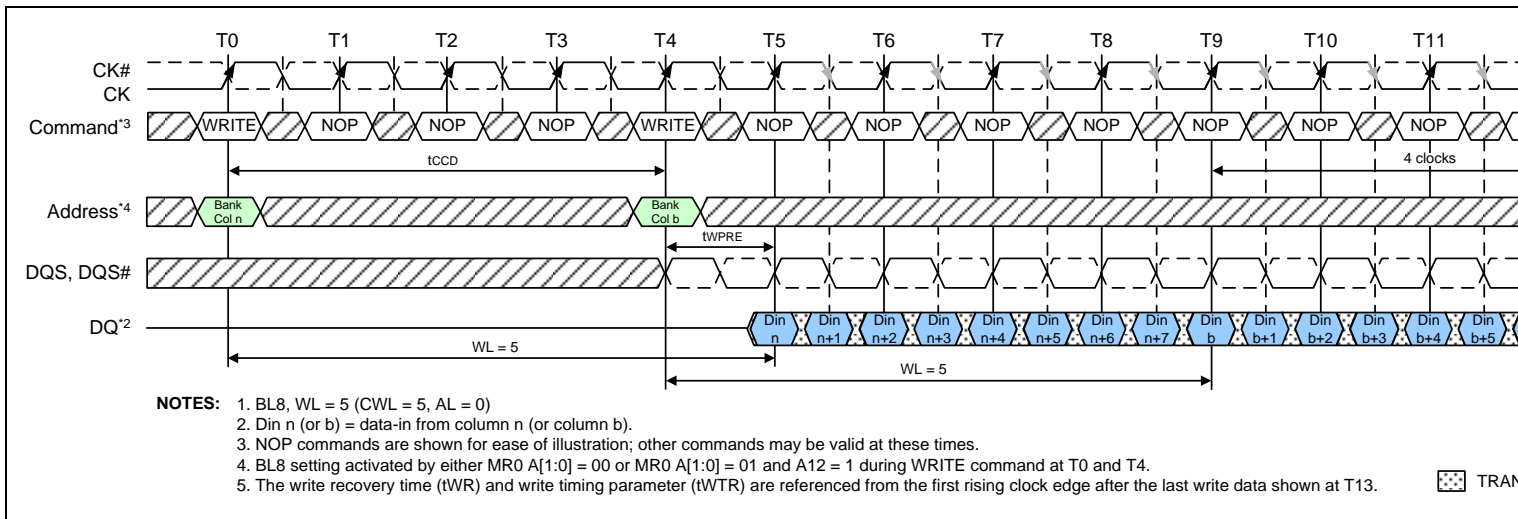 T0 T1 T2 T3 T4 T5 T6 T7 T8 T9 T10 T11
CK#
CK
Command*3 WRITE NOP NOP NOP WRITE NOP NOP NOP NOP NOP NOP NOP
tCCD 4 clocks
Address*4 Bank Col n Bank Col b
tWPRE
DQS, DQS#
DQ*2 Din n Din n+1 Din n+2 Din n+3 Din n+4 Din n+5 Din n+6 Din n+7 Din b Din b+1 Din b+2 Din b+3 Din b+4 Din b+5
WL = 5
WL = 5
NOTES: 1. BL8, WL = 5 (CWL = 5, AL = 0)
2. Din n (or b) = data-in from column n (or column b).
3. NOP commands are shown for ease of illustration; other commands may be valid at these times.
4. BL8 setting activated by either MR0 A[1:0] = 00 or MR0 A[1:0] = 01 and A12 = 1 during WRITE command at T0 and T4.
5. The write recovery time (tWR) and write timing parameter (tWTR) are referenced from the first rising clock edge after the last write data shown at T13.
TRAN